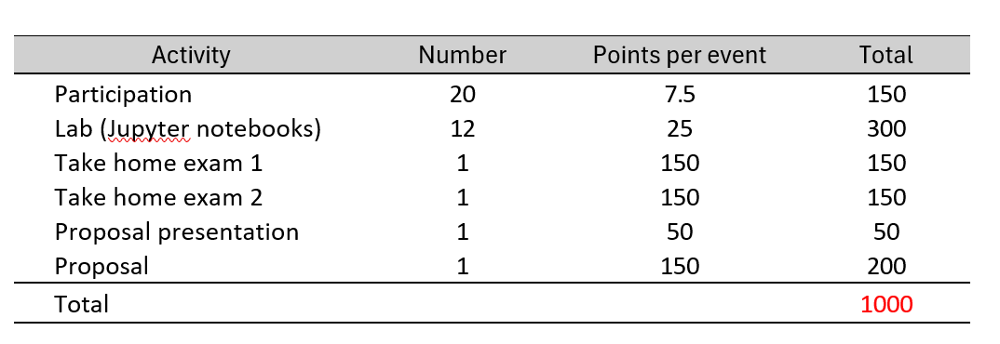 Activity Number Points per event Total
Participation 20 7.5 150
Lab (Jupyter notebooks) 12 25 300
Take home exam 1 1 150 150
Take home exam 2 1 150 150
Proposal presentation 1 50 50
Proposal 1 150 200
Total 1000